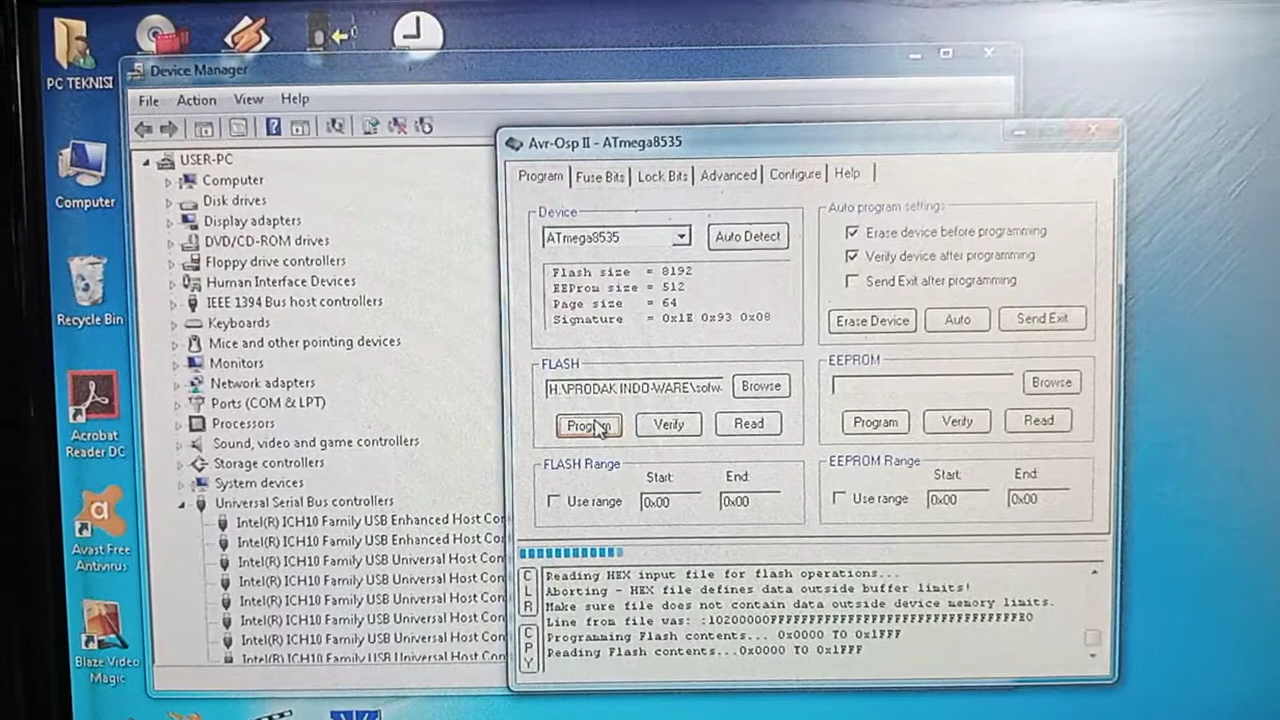 PC TEKNISI
Computer
Recycle Bin
Acrobat
Reader DC
Avast Free
Antivirus
Blaze Video
Magic
Device Manager
File Action View Help
USER-PC
Computer
Disk drives
Display adapters
DVD/CD-ROM drives
Floppy drive controllers
Human Interface Devices
IEEE 1394 Bus host controllers
Keyboards
Mice and other pointing devices
Monitors
Network adapters
Ports (COM & LPT)
Processors
Sound, video and game controllers
Storage controllers
System devices
Universal Serial Bus controllers
Intel(R) ICH10 Family USB Enhanced Host Cor
Intel(R) ICH10 Family USB Enhanced Host Cor
Intel(R) ICH10 Family USB Universal Host Con
Intel(R) ICH10 Family USB Universal Host Con
Intel(R) ICH10 Family USB Universal Host Con
Intel(R) ICH10 Family USB Universal Host Con
Intel(R) ICH10 Family USB Universal Host Con
Intel(R) ICH10 Family USB Universal Host Con
Avr-Osp II - ATmega8535
Program Fuse Bits Lock Bits Advanced Configure Help
Device
ATmega8535 Auto Detect
Flash size = 8192
EEProm size = 512
Page size = 64
Signature = 0x1E 0x93 0x08
Auto program settings
Erase device before programming
Verify device after programming
Send Exit after programming
Erase Device Auto Send Exit
FLASH
H:\PRODAK INDO-WARE\sofw Browse
Program Verify Read
EEPROM
Browse
Program Verify Read
FLASH Range
Start: End:
Use range 0x00 0x00
EEPROM Range
Start: End:
Use range 0x00 0x00
CLR
CPY
Reading HEX input file for flash operations...
Aborting - HEX file defines data outside buffer limits!
Make sure file does not contain data outside device memory limits.
Line from file was: :10200000FFFFFFFFFFFFFFFFFFFFFFFFFFFFFFFFE0
Programming Flash contents... 0x0000 TO 0x1FFF
Reading Flash contents...0x0000 TO 0x1FFF